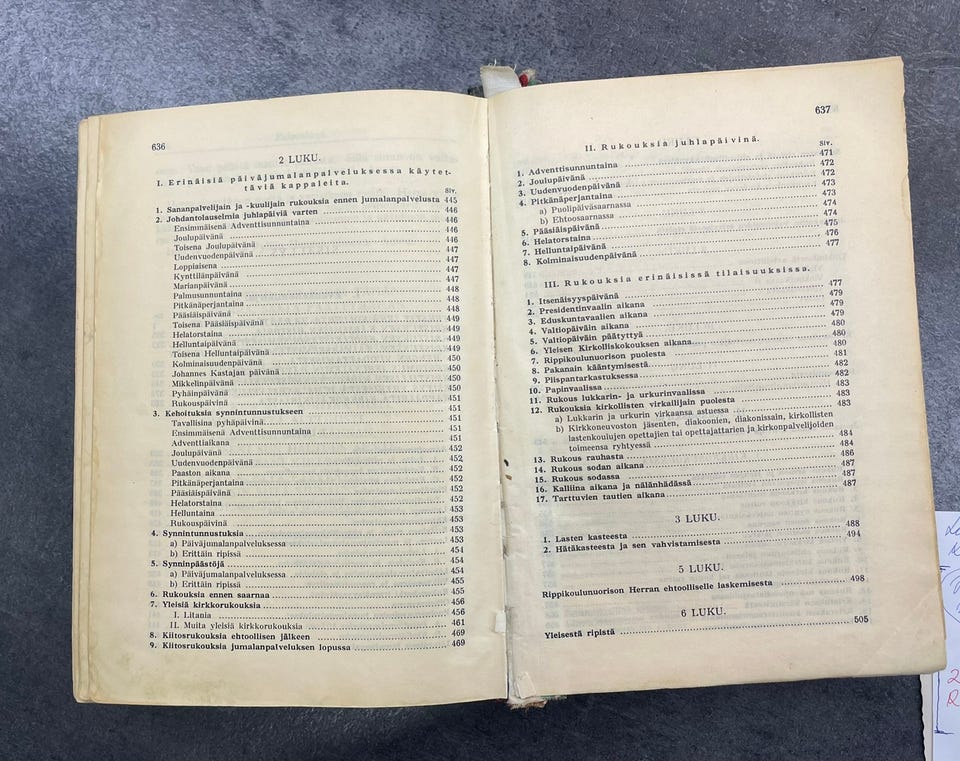 636
2 LUKU.
I. Erinäisiä päiväjumalanpalveluksessa käytet-
täviä kappaleita.
Siv.
1. Sananpalvelijain ja -kuulijain rukouksia ennen jumalanpalvelusta 445
2. Johdantolauselmia juhlapäiviä varten 446
Ensimmäisenä Adventtisunnuntaina 446
Joulupäivänä 446
Toisena Joulupäivänä 446
Uudenvuodenpäivänä 447
Loppiaisena 447
Kynttilänpäivänä 447
Marianpäivänä 447
Palmusunnuntaina 448
Pitkänäperjantaina 448
Pääsiäispäivänä 448
Toisena Pääsiäispäivänä 449
Helatorstaina 449
Helluntaipäivänä 449
Toisena Helluntaipäivänä 449
Kolminaisuudenpäivänä 450
Johannes Kastajan päivänä 450
Mikkelinpäivänä 450
Pyhäinpäivänä 450
Rukouspäivinä 451
3. Kehoituksia synnintunnustukseen 451
Tavallisina pyhäpäivinä 451
Ensimmäisenä Adventtisunnuntaina 451
Adventtiaikana 451
Joulupäivänä 452
Uudenvuodenpäivänä 452
Paaston aikana 452
Pitkänäperjantaina 452
Pääsiäispäivänä 452
Helatorstaina 452
Helluntaina 453
Rukouspäivinä 453
4. Synnintunnustuksia 453
a) Päiväjumalanpalveluksessa 453
b) Erittäin ripissä 454
5. Synninpäästöjä 454
a) Päiväjumalanpalveluksessa 454
b) Erittäin ripissä 455
6. Rukouksia ennen saarnaa 455
7. Yleisiä kirkkorukouksia 456
I. Litania 456
II. Muita yleisiä kirkkorukouksia 461
8. Kiitosrukouksia ehtoollisen jälkeen 469
9. Kiitosrukouksia jumalanpalveluksen lopussa 469
637
II. Rukouksia juhlapäivinä.
Siv.
1. Adventtisunnuntaina 471
2. Joulupäivänä 472
3. Uudenvuodenpäivänä 472
4. Pitkänäperjantaina 473
a) Puolipäiväsaarnassa 473
b) Ehtoosaarnassa 474
5. Pääsiäispäivänä 474
6. Helatorstaina 475
7. Helluntaipäivänä 476
8. Kolminaisuudenpäivänä 477
III. Rukouksia erinäisissä tilaisuuksissa.
1. Itsenäisyyspäivänä 477
2. Presidentinvaalin aikana 479
3. Eduskuntavaalien aikana 479
4. Valtiopäiväin aikana 479
5. Valtiopäiväin päätyttyä 480
6. Yleisen Kirkolliskokouksen aikana 480
7. Rippikoulunuorison puolesta 481
8. Pakanain kääntymisestä 482
9. Piispantarkastuksessa 482
10. Papinvaalissa
11. Rukous lukkarin- ja urkurinvaalissa 483
12. Rukouksia kirkollisten virkailijain puolesta 483
a) Lukkarin ja urkurin virkaansa astuessa
b) Kirkkoneuvoston jäsenten, diakoonien, diakonissain, kirkollisten
lastenkoulujen opettajien tai opettajattarien ja kirkonpalvelijoiden
toimeensa ryhtyessä 484
13. Rukous rauhasta 484
14. Rukous sodan aikana 486
15. Rukous sodassa 487
16. Kalliina aikana ja nälänhädässä 487
17. Tarttuvien tautien aikana 487
3 LUKU.
1. Lasten kasteesta 488
2. Hätäkasteesta ja sen vahvistamisesta 494
5 LUKU.
Rippikoulunuorison Herran ehtoolliselle laskemisesta 498
6 LUKU.
Yleisestä ripistä 505